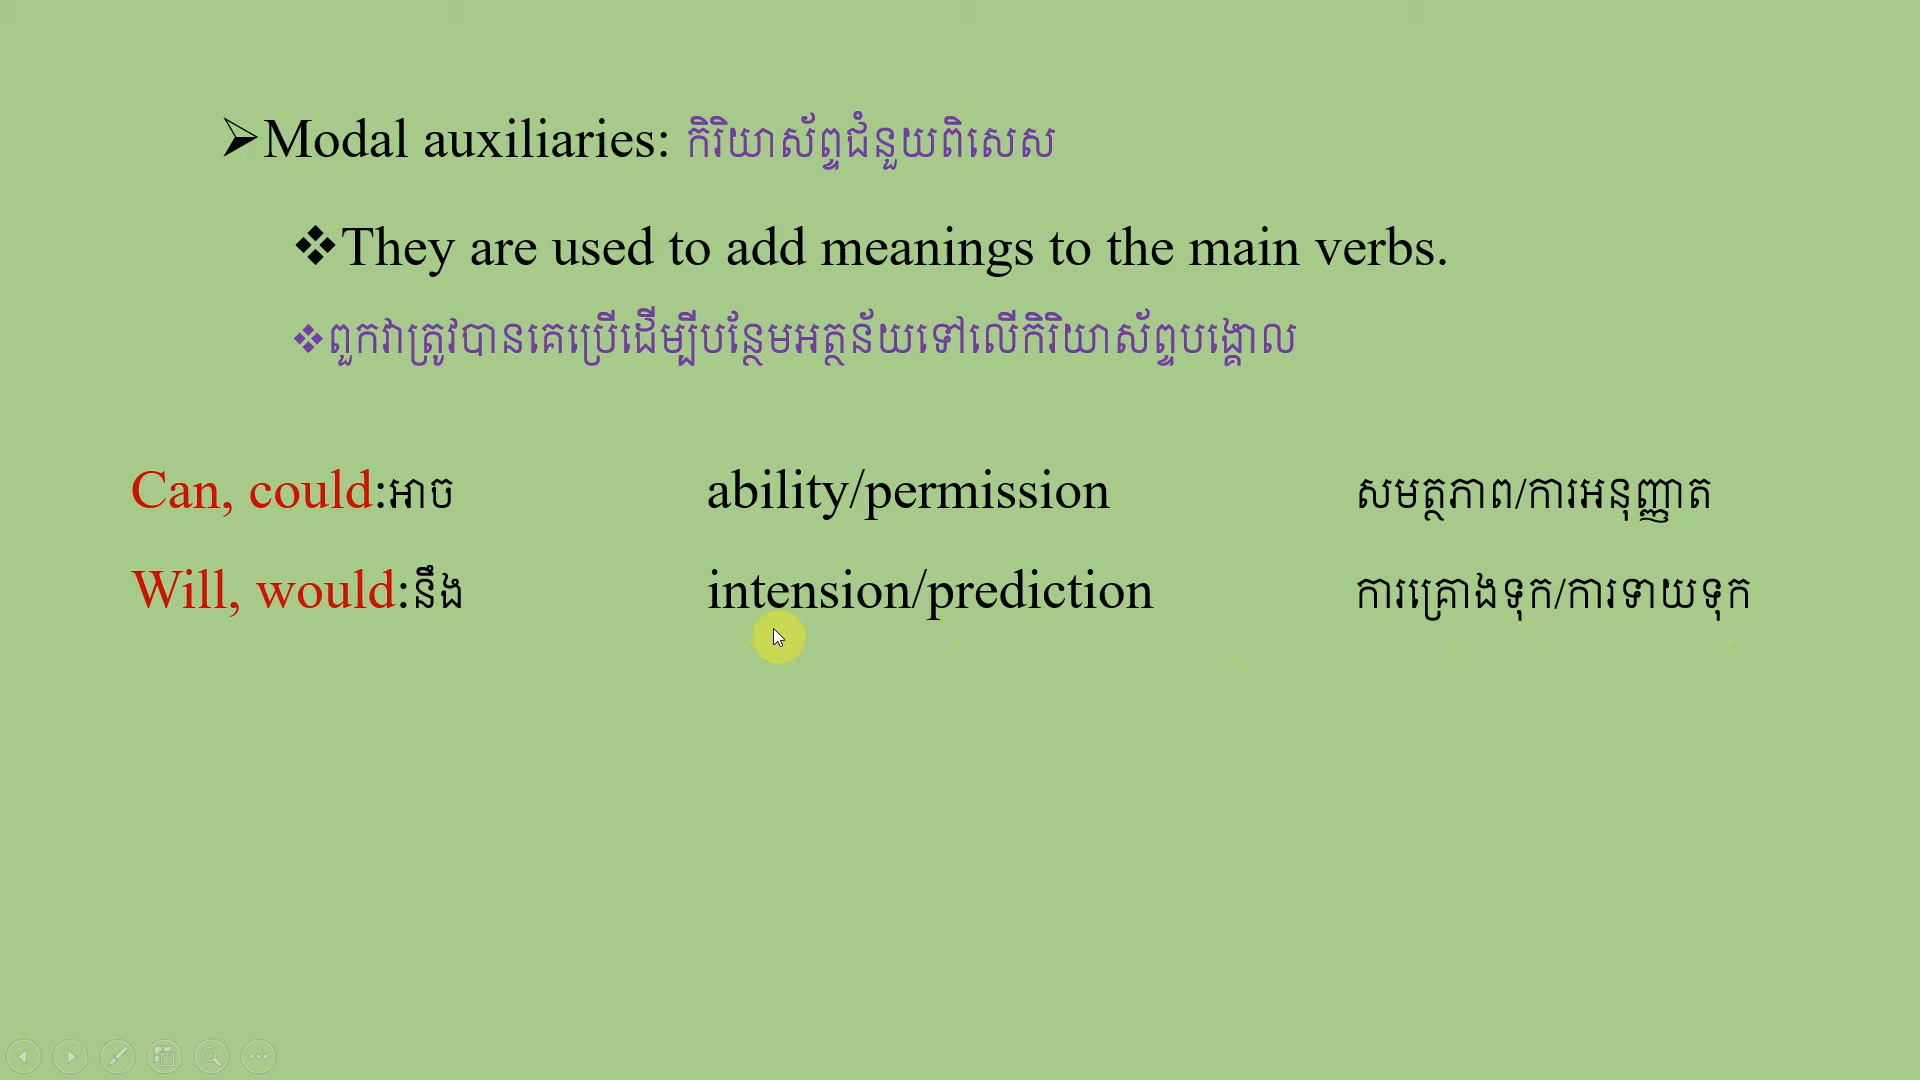 ➢Modal auxiliaries: កិរិយាស័ព្ទជំនួយពិសេស
❖They are used to add meanings to the main verbs.
❖ពួកវាត្រូវបានគេប្រើដើម្បីបន្ថែមអត្ថន័យទៅលើកិរិយាស័ព្ទបង្គោល
Can, could:អាច ability/permission សមត្ថភាព/ការអនុញ្ញាត
Will, would:នឹង intension/prediction ការគ្រោងទុក/ការទាយទុក